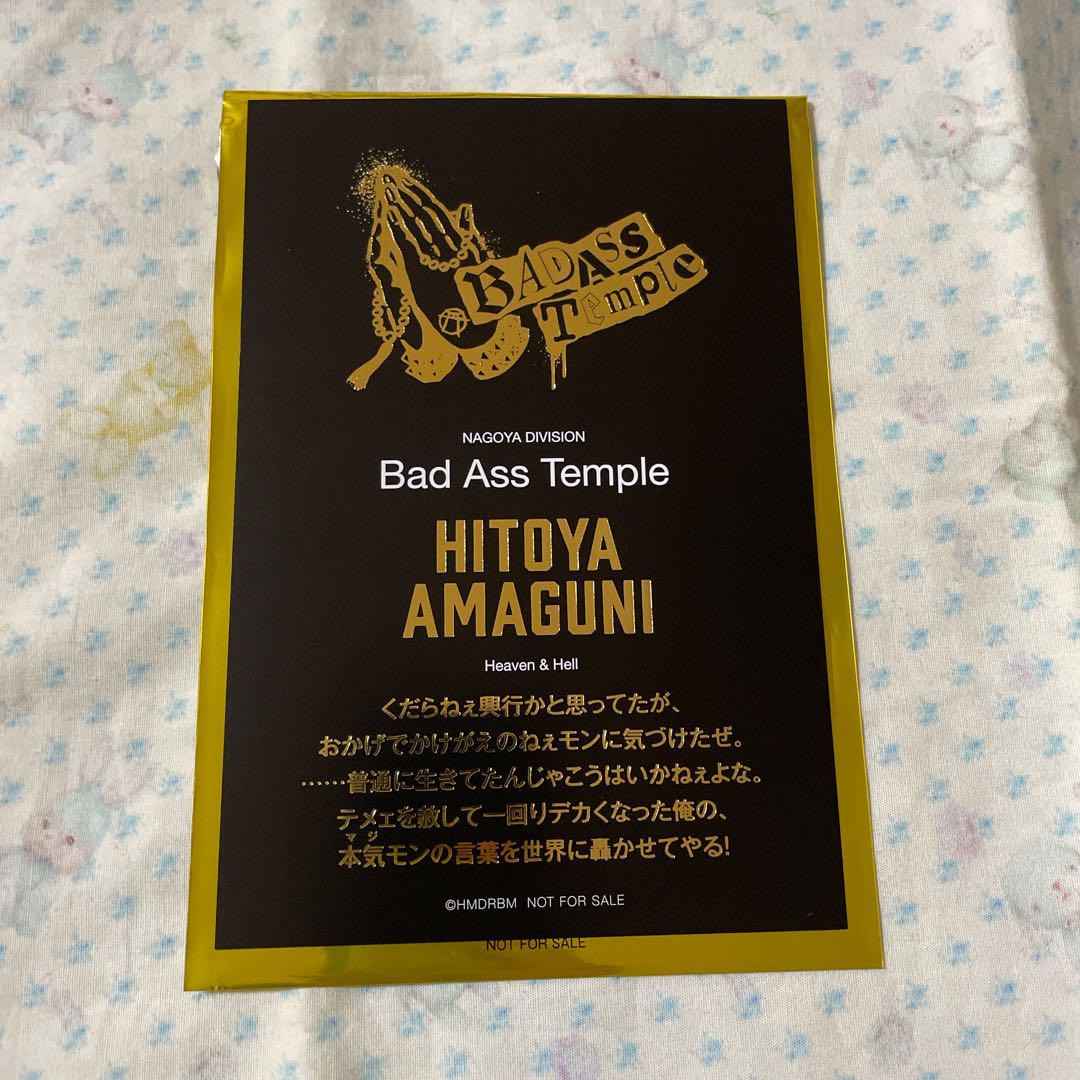 BADASS
Temple
NAGOYA DIVISION
Bad Ass Temple
HITOYA
AMAGUNI
Heaven & Hell
くだらねぇ興行かと思ってたが、
おかげでかけがえのねぇモンに気づけたぜ。
……普通に生きてたんじゃこうはいかねぇよな。
テメェを赦して一回りデカくなった俺の、
マジ
本気モンの言葉を世界に轟かせてやる!
©HMDRBM NOT FOR SALE
NOT FOR SALE